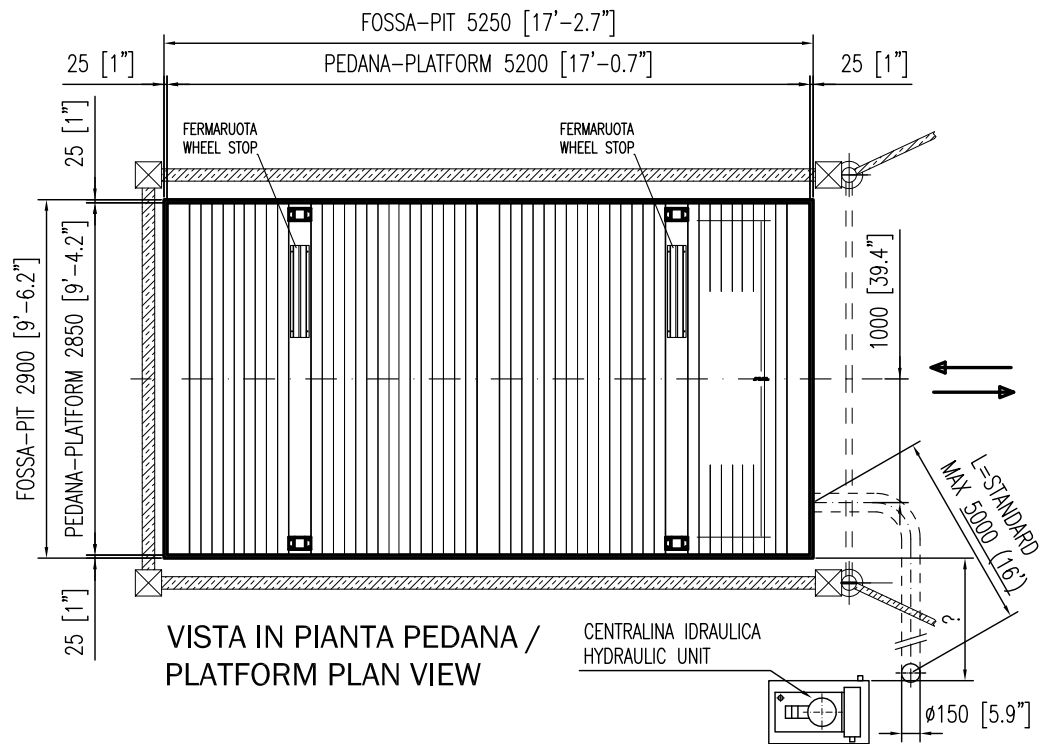 FOSSA-PIT 5250 [17'-2.7"]
25 [1"]
PEDANA-PLATFORM 5200 [17'-0.7"]
25 [1"]
25 [1"]
FERMARUOTA
WHEEL STOP
FERMARUOTA
WHEEL STOP
FOSSA-PIT 2900 [9'-6.2"]
PEDANA-PLATFORM 2850 [9'-4.2"]
1000 [39.4"]
L=STANDARD
MAX 5000 (16')
?
25 [1"]
VISTA IN PIANTA PEDANA /
PLATFORM PLAN VIEW
CENTRALINA IDRAULICA
HYDRAULIC UNIT
ø150 [5.9"]